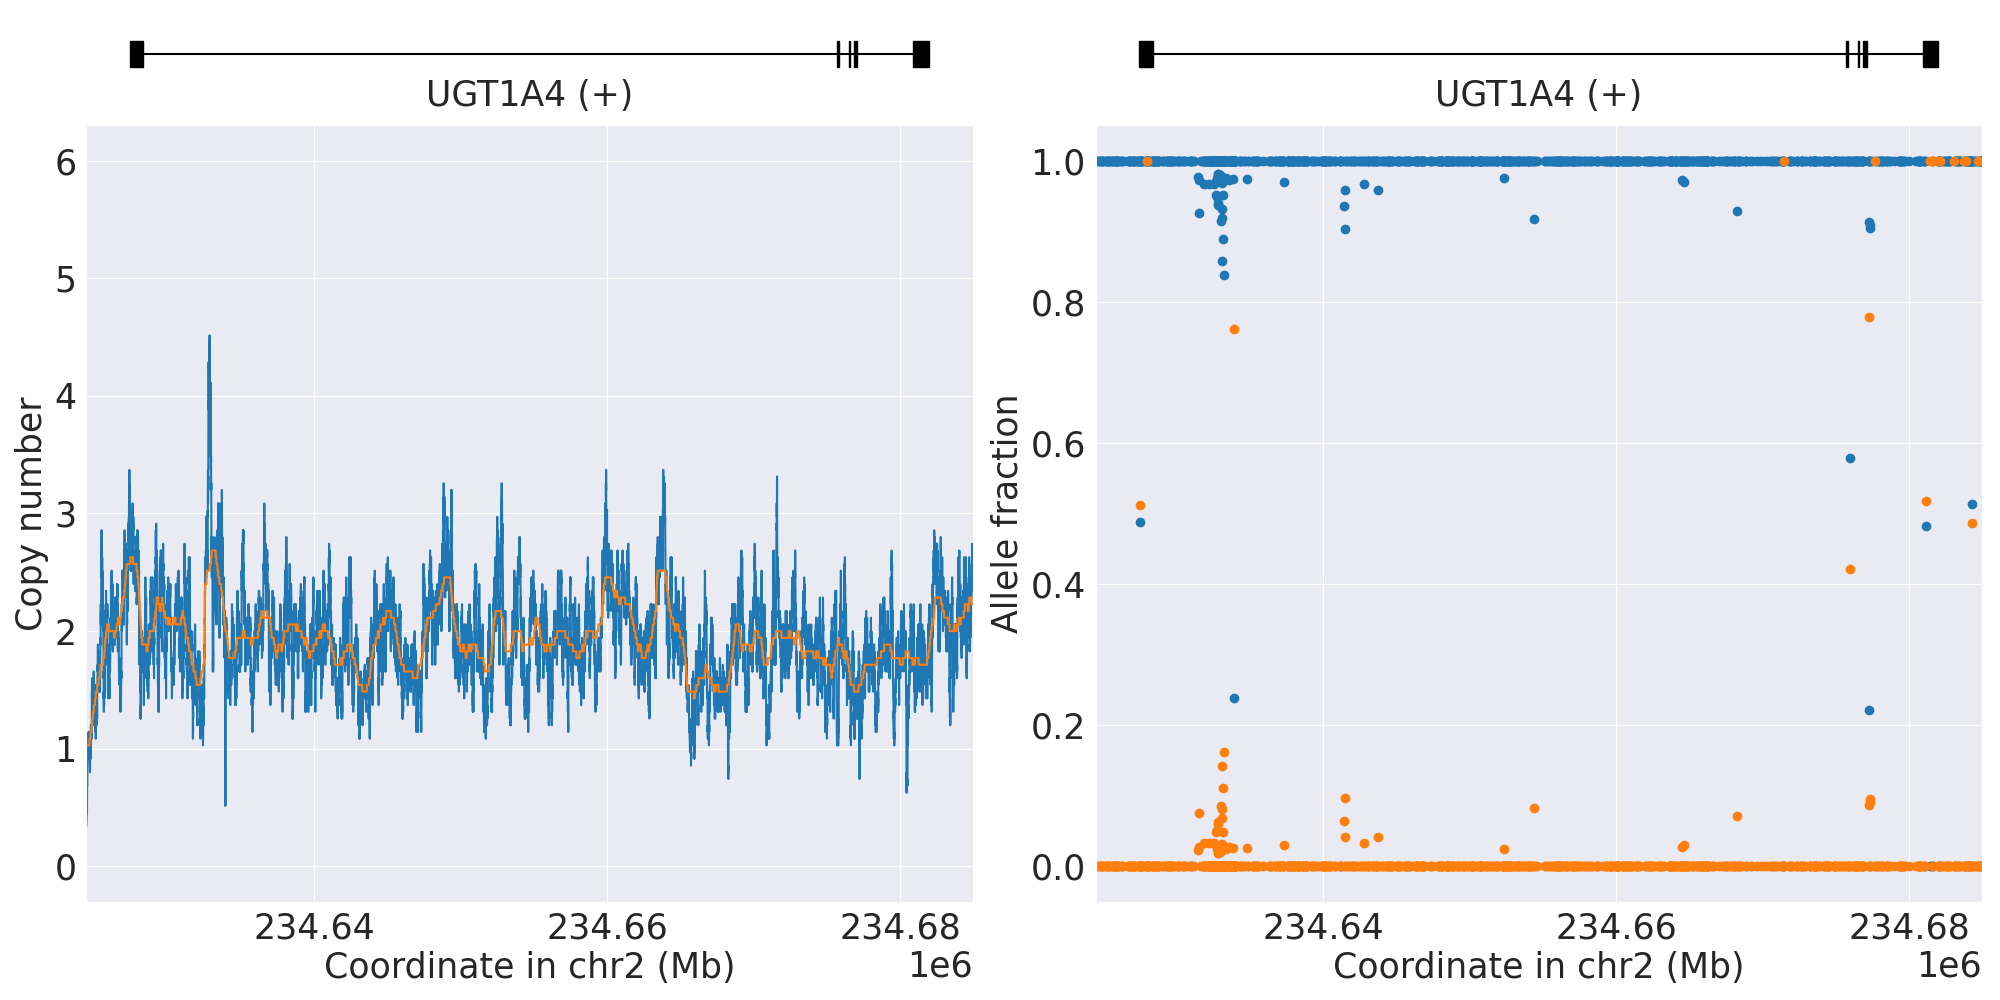 UGT1A4 (+)
6
5
4
3
2
1
0
Copy number
234.64
234.66
234.68
1e6
Coordinate in chr2 (Mb)
UGT1A4 (+)
1.0
0.8
0.6
0.4
0.2
0.0
Allele fraction
234.64
234.66
234.68
1e6
Coordinate in chr2 (Mb)